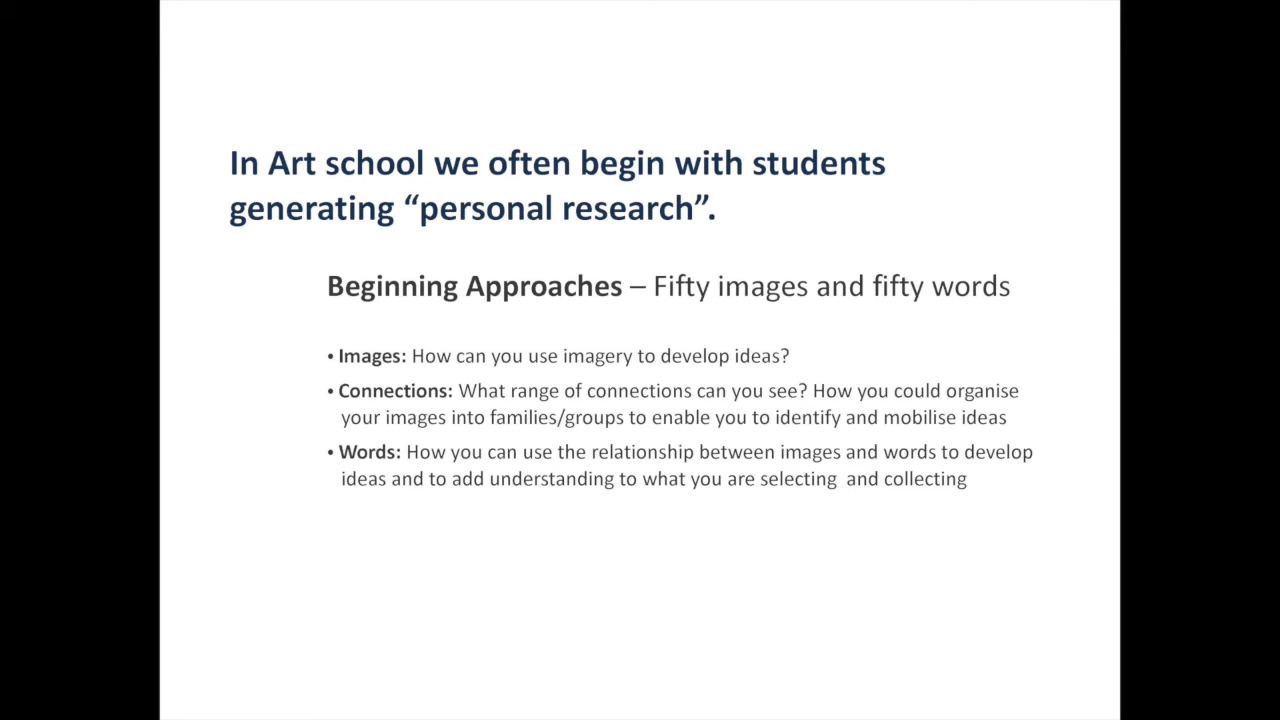 In Art school we often begin with students
generating “personal research”.
Beginning Approaches – Fifty images and fifty words
• Images: How can you use imagery to develop ideas?
• Connections: What range of connections can you see? How you could organise
your images into families/groups to enable you to identify and mobilise ideas
• Words: How you can use the relationship between images and words to develop
ideas and to add understanding to what you are selecting  and collecting